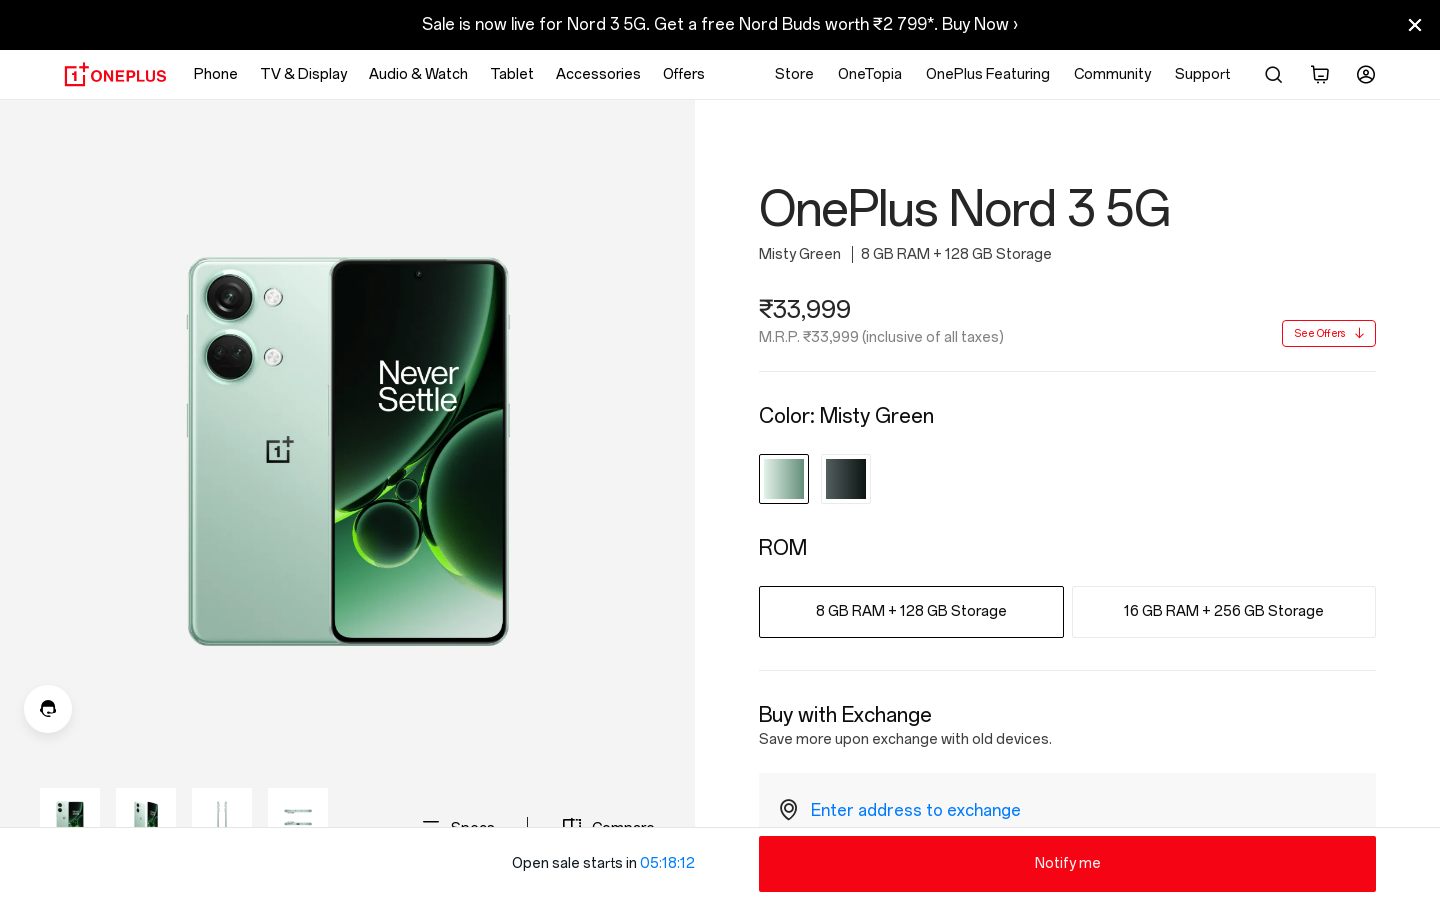 Sale is now live for Nord 3 5G. Get a free Nord Buds worth ₹2 799*. Buy Now ›
ONEPLUS Phone TV & Display Audio & Watch Tablet Accessories Offers Store OneTopia OnePlus Featuring Community Support
OnePlus Nord 3 5G
Misty Green 8 GB RAM + 128 GB Storage
₹33,999
M.R.P. ₹33,999 (inclusive of all taxes)
See Offers
Never
Settle
Color: Misty Green
ROM
8 GB RAM + 128 GB Storage 16 GB RAM + 256 GB Storage
Buy with Exchange
Save more upon exchange with old devices.
Enter address to exchange
Specs Compare
Open sale starts in 05:18:12
Notify me